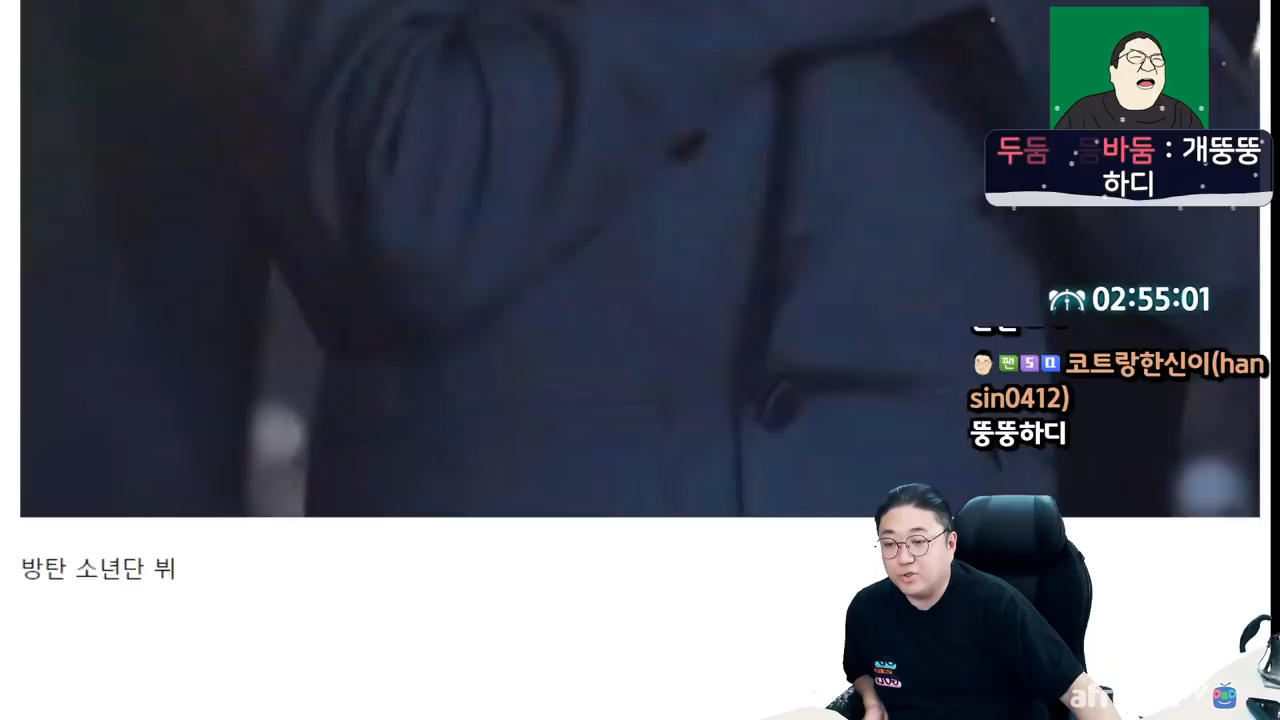 두둠 바둠 : 개뚱뚱
하디
02:55:01
팬 S 코트랑한신이(han
sin0412)
뚱뚱하디
방탄 소년단 뷔